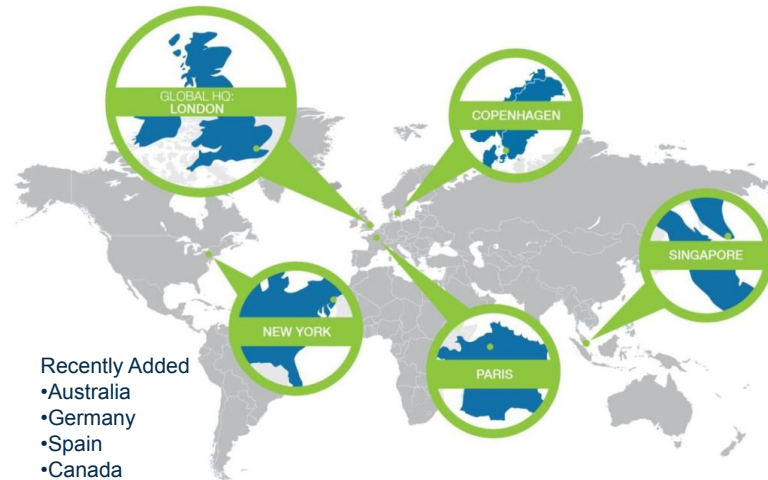 GLOBAL HQ:
LONDON
COPENHAGEN
SINGAPORE
NEW YORK
PARIS
Recently Added
•Australia
•Germany
•Spain
•Canada